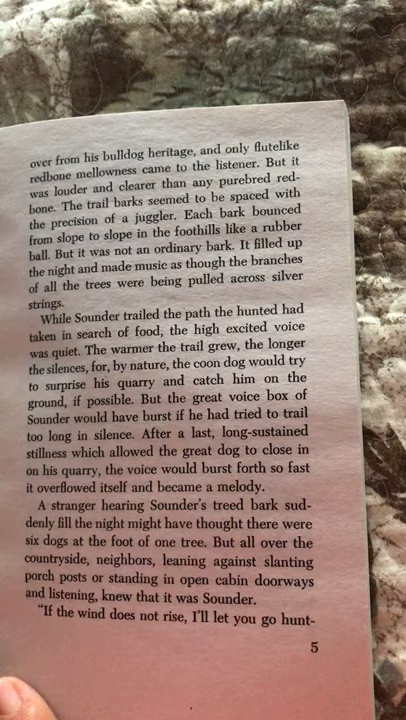 over from his bulldog heritage, and only flutelike
redbone mellowness came to the listener. But it
was louder and clearer than any purebred red-
bone. The trail barks seemed to be spaced with
the precision of a juggler. Each bark bounced
from slope to slope in the foothills like a rubber
ball. But it was not an ordinary bark. It filled up
the night and made music as though the branches
of all the trees were being pulled across silver
strings.
While Sounder trailed the path the hunted had
taken in search of food, the high excited voice
was quiet. The warmer the trail grew, the longer
the silences, for, by nature, the coon dog would try
to surprise his quarry and catch him on the
ground, if possible. But the great voice box of
Sounder would have burst if he had tried to trail
too long in silence. After a last, long-sustained
stillness which allowed the great dog to close in
on his quarry, the voice would burst forth so fast
it overflowed itself and became a melody.
A stranger hearing Sounder's treed bark sud-
denly fill the night might have thought there were
six dogs at the foot of one tree. But all over the
countryside, neighbors, leaning against slanting
porch posts or standing in open cabin doorways
and listening, knew that it was Sounder.
"If the wind does not rise, I'll let you go hunt-
5